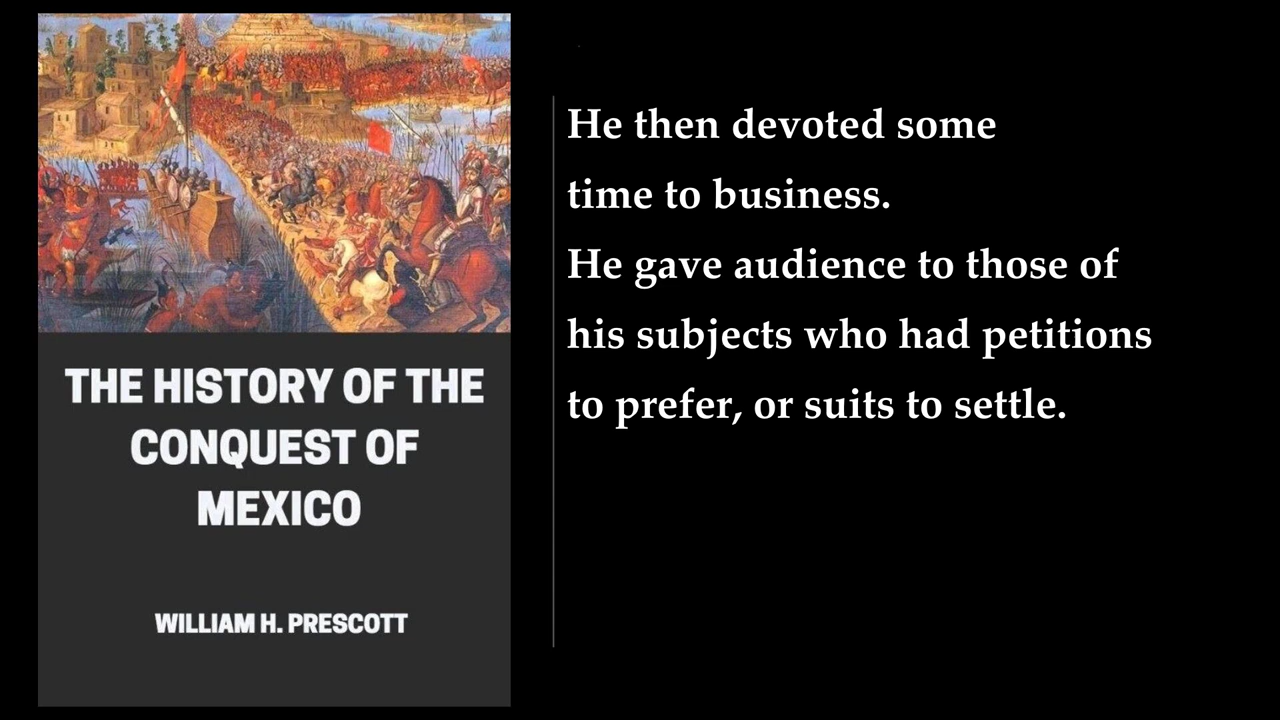 THE HISTORY OF THE
CONQUEST OF
MEXICO
WILLIAM H. PRESCOTT
He then devoted some
time to business.
He gave audience to those of
his subjects who had petitions
to prefer, or suits to settle.